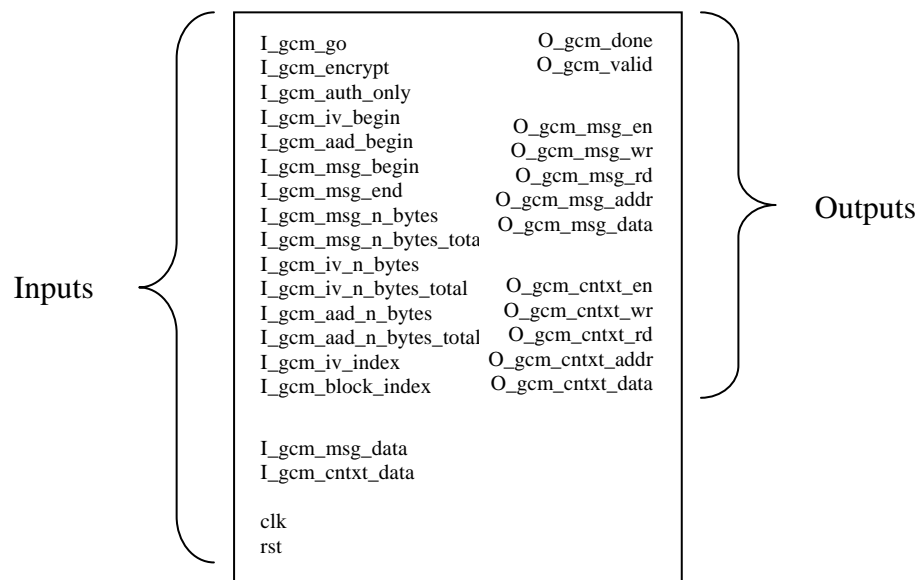 Inputs
I_gcm_go
I_gcm_encrypt
I_gcm_auth_only
I_gcm_iv_begin
I_gcm_aad_begin
I_gcm_msg_begin
I_gcm_msg_end
I_gcm_msg_n_bytes
I_gcm_msg_n_bytes_tota
I_gcm_iv_n_bytes
I_gcm_iv_n_bytes_total
I_gcm_aad_n_bytes
I_gcm_aad_n_bytes_total
I_gcm_iv_index
I_gcm_block_index
I_gcm_msg_data
I_gcm_cntxt_data
clk
rst
O_gcm_done
O_gcm_valid
O_gcm_msg_en
O_gcm_msg_wr
O_gcm_msg_rd
O_gcm_msg_addr
O_gcm_msg_data
O_gcm_cntxt_en
O_gcm_cntxt_wr
O_gcm_cntxt_rd
O_gcm_cntxt_addr
O_gcm_cntxt_data
Outputs